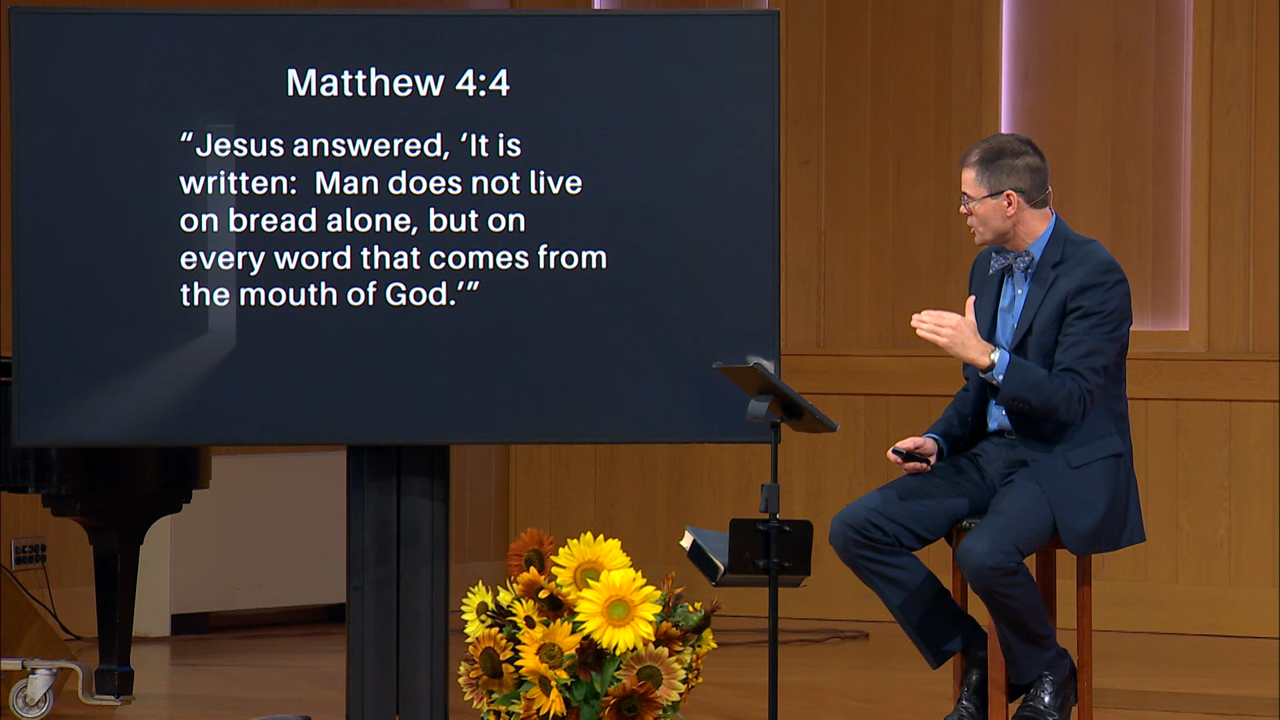 Matthew 4:4
“Jesus answered, ‘It is
written:  Man does not live
on bread alone, but on
every word that comes from
the mouth of God.’”